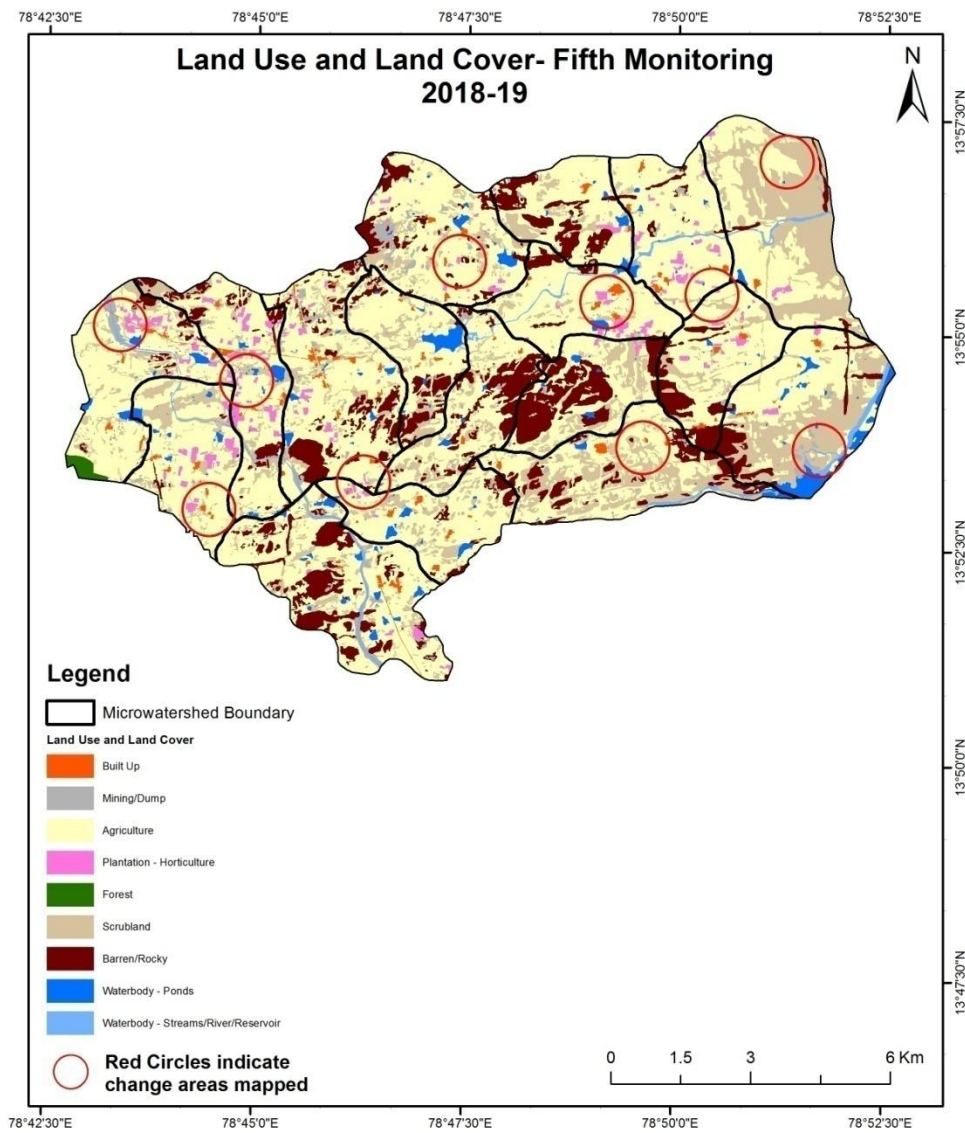 78°42'30"E 78°45'0"E 78°47'30"E 78°50'0"E 78°52'30"E
Land Use and Land Cover- Fifth Monitoring
2018-19
N
13°57'30"N
13°55'0"N
13°52'30"N
13°50'0"N
13°47'30"N
Legend
Microwatershed Boundary
Land Use and Land Cover
Built Up
Mining/Dump
Agriculture
Plantation - Horticulture
Forest
Scrubland
Barren/Rocky
Waterbody - Ponds
Waterbody - Streams/River/Reservoir
Red Circles indicate
change areas mapped
0 1.5 3 6 Km
78°42'30"E 78°45'0"E 78°47'30"E 78°50'0"E 78°52'30"E